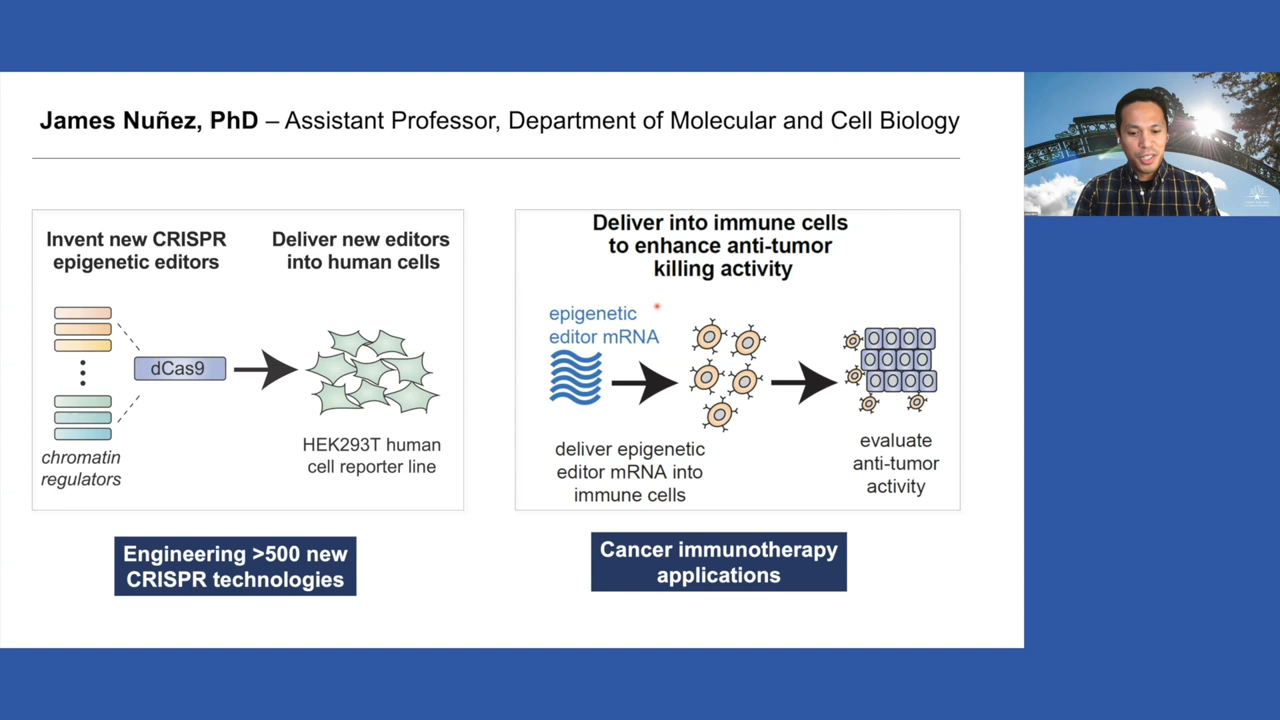 James Nuñez, PhD – Assistant Professor, Department of Molecular and Cell Biology
Invent new CRISPR
epigenetic editors
Deliver new editors
into human cells
dCas9
chromatin
regulators
HEK293T human
cell reporter line
Engineering >500 new
CRISPR technologies
Deliver into immune cells
to enhance anti-tumor
killing activity
epigenetic
editor mRNA
deliver epigenetic
editor mRNA into
immune cells
evaluate
anti-tumor
activity
Cancer immunotherapy
applications